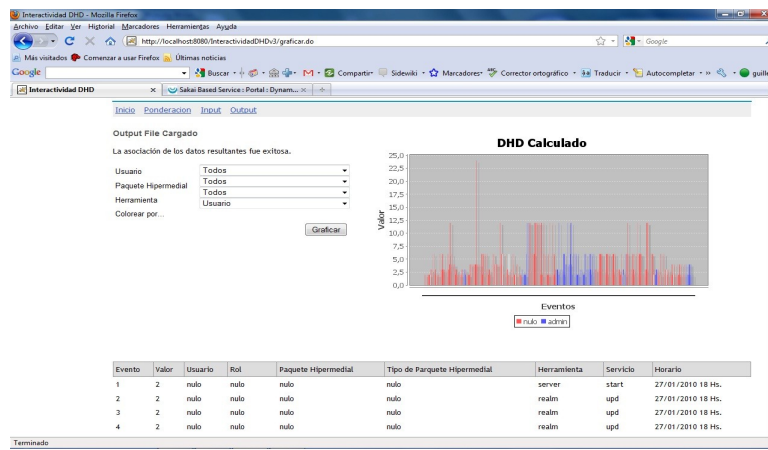 Interactividad DHD - Mozilla Firefox
Archivo Editar Ver Historial Marcadores Herramientas Ayuda
http://localhost:8080/InteractividadDHDv3/graficar.do
Google
Más visitados Comenzar a usar Firefox Últimas noticias
Google Buscar Compartir Sidewiki Marcadores Corrector ortográfico Traducir Autocompletar
Interactividad DHD Sakai Based Service : Portal : Dynam...
Inicio Ponderacion Input Output
Output File Cargado
La asociación de los datos resultantes fue exitosa.
Usuario Todos
Paquete Hipermedial Todos
Herramienta Todos
Colorear por... Usuario
Graficar
DHD Calculado
Valor
25,0
22,5
20,0
17,5
15,0
12,5
10,0
7,5
5,0
2,5
0,0
Eventos
nulo admin
Evento Valor Usuario Rol Paquete Hipermedial Tipo de Parquete Hipermedial Herramienta Servicio Horario
1 2 nulo nulo nulo nulo server start 27/01/2010 18 Hs.
2 2 nulo nulo nulo nulo realm upd 27/01/2010 18 Hs.
3 2 nulo nulo nulo nulo realm upd 27/01/2010 18 Hs.
4 2 nulo nulo nulo nulo realm upd 27/01/2010 18 Hs.
Terminado